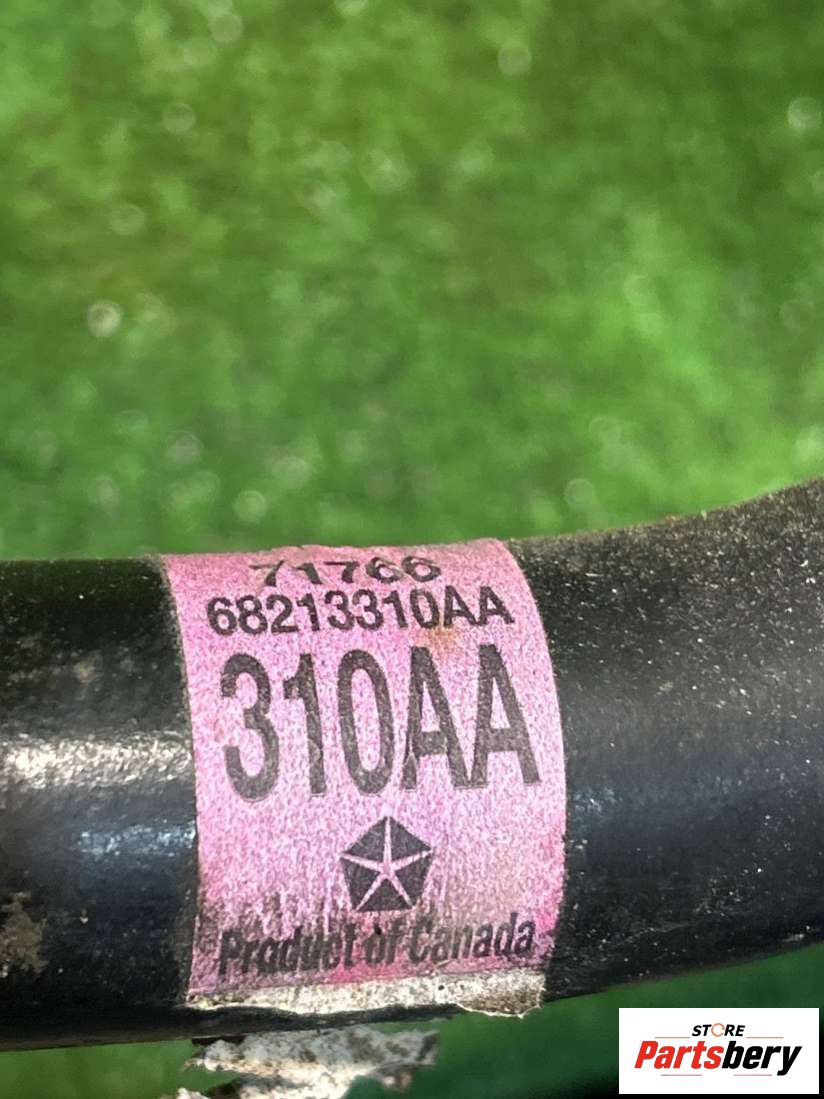 71766
68213310AA
310AA
Product of Canada
STORE
Partsbery